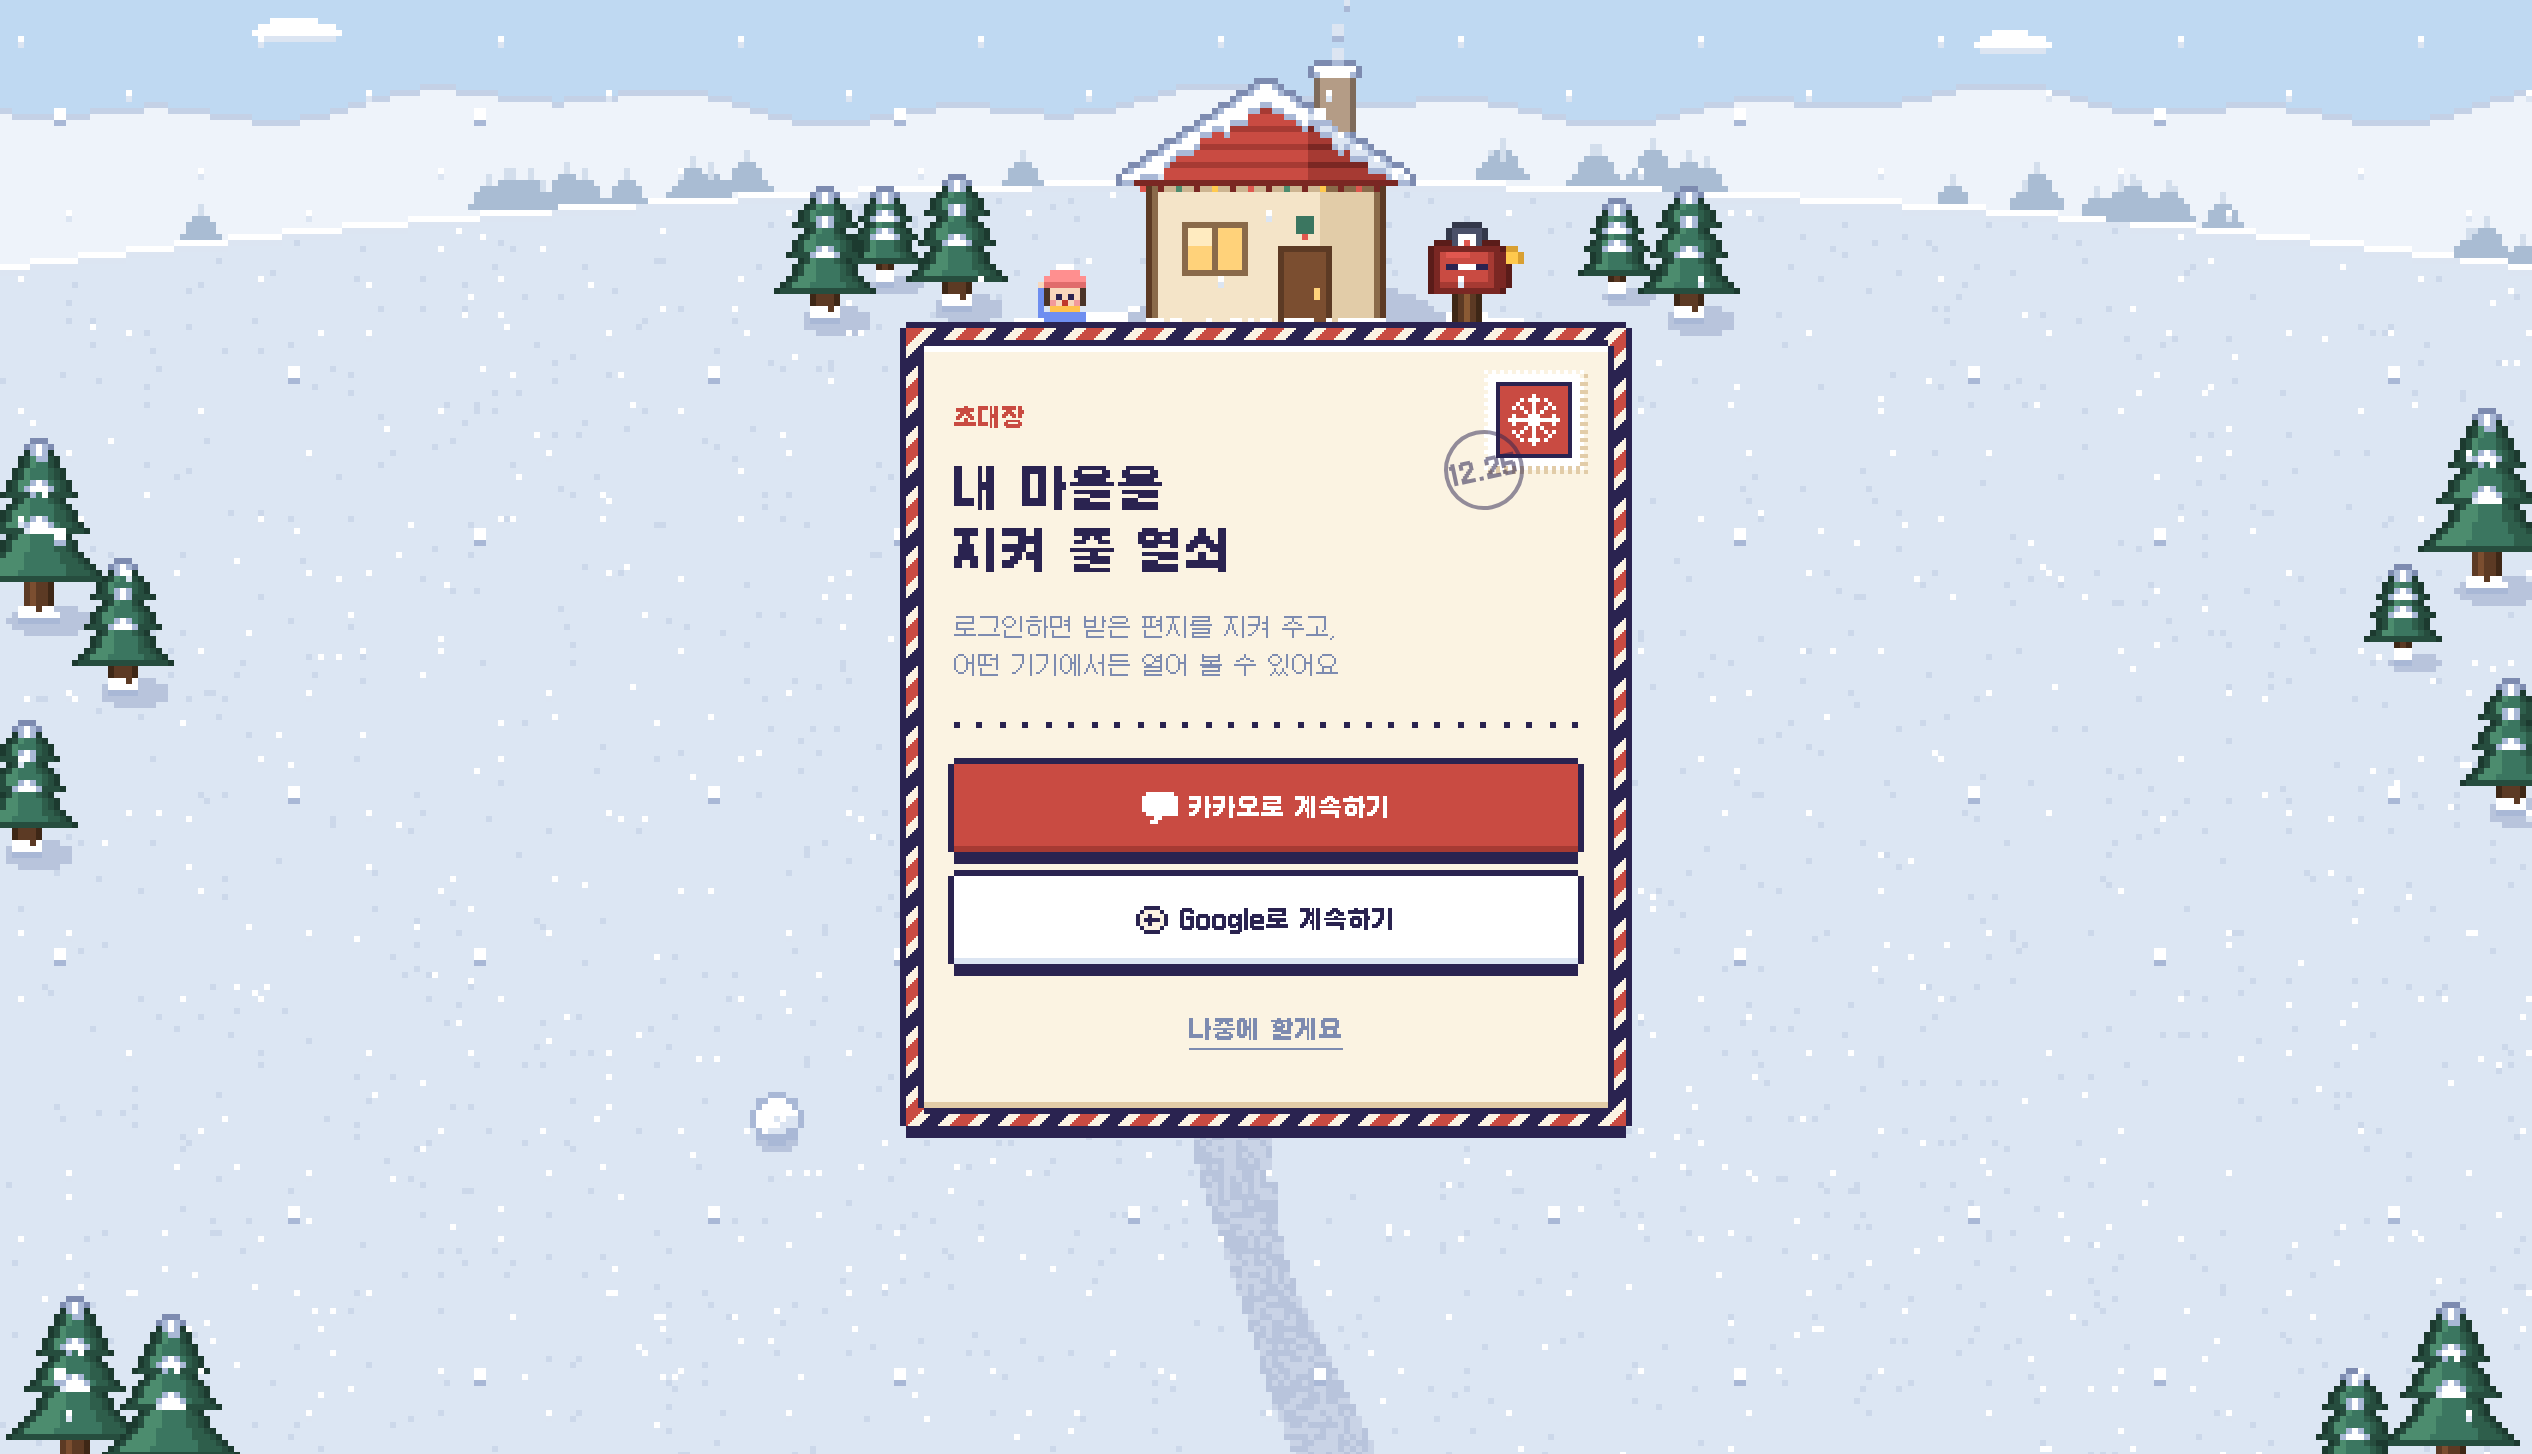 초대장
12.25
내 마을을
지켜 줄 열쇠
로그인하면 받은 편지를 지켜 주고,
어떤 기기에서든 열어 볼 수 있어요
카카오로 계속하기
Google로 계속하기
나중에 할게요